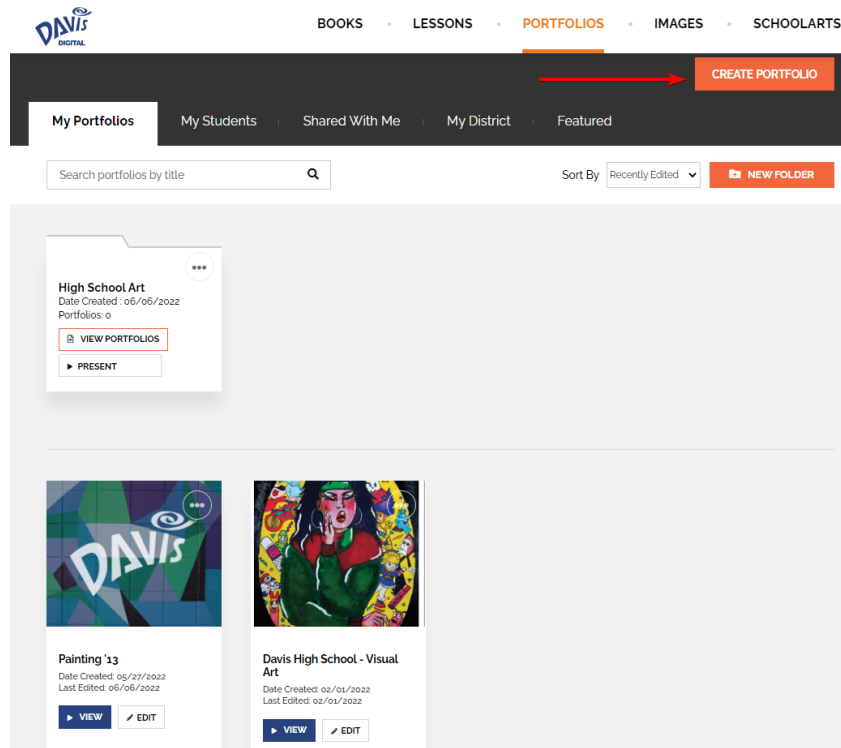 DAVIS
DIGITAL
BOOKS LESSONS PORTFOLIOS IMAGES SCHOOLARTS
CREATE PORTFOLIO
My Portfolios My Students Shared With Me My District Featured
Search portfolios by title
Sort By Recently Edited NEW FOLDER
High School Art
Date Created : 06/06/2022
Portfolios: 0
VIEW PORTFOLIOS
PRESENT
DAVIS
Painting '13
Date Created: 05/27/2022
Last Edited: 06/06/2022
VIEW EDIT
Davis High School - Visual
Art
Date Created: 02/01/2022
Last Edited: 02/01/2022
VIEW EDIT